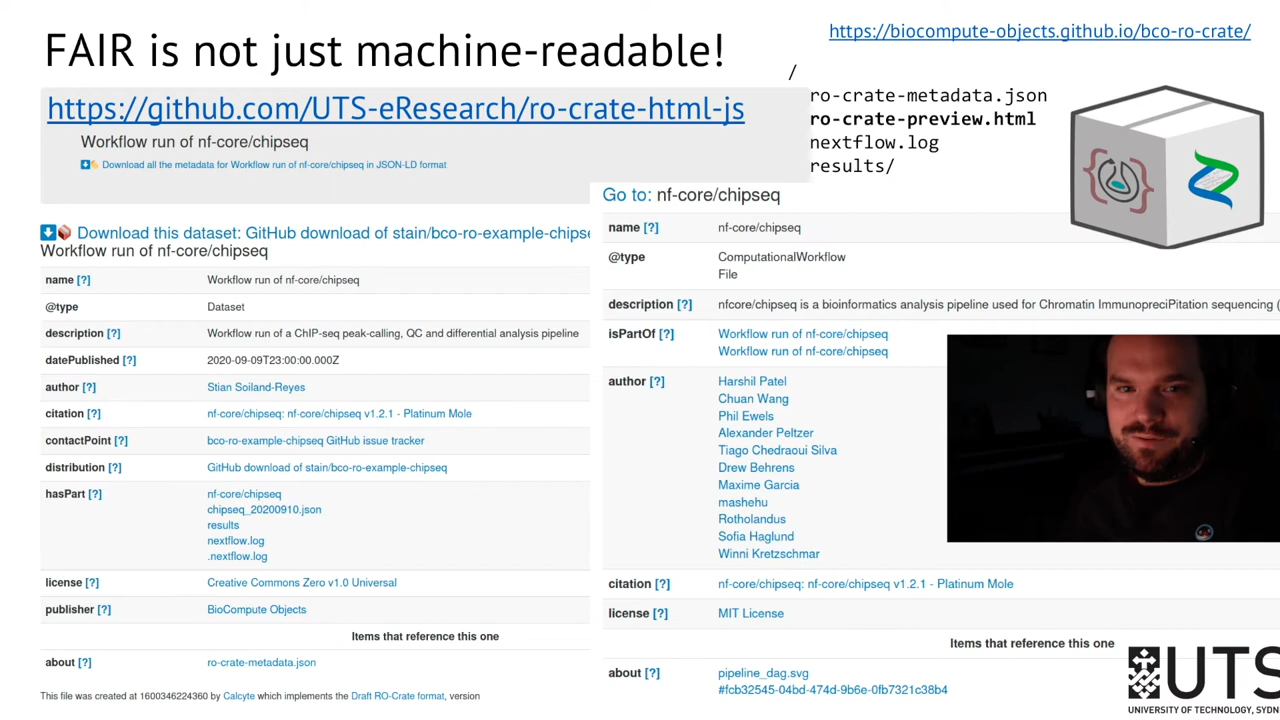 FAIR is not just machine-readable!
https://biocompute-objects.github.io/bco-ro-crate/
https://github.com/UTS-eResearch/ro-crate-html-js
/
ro-crate-metadata.json
ro-crate-preview.html
nextflow.log
results/
Workflow run of nf-core/chipseq
Download all the metadata for Workflow run of nf-core/chipseq in JSON-LD format
Download this dataset: GitHub download of stain/bco-ro-example-chipse
Workflow run of nf-core/chipseq
name [?] Workflow run of nf-core/chipseq
@type Dataset
description [?] Workflow run of a ChIP-seq peak-calling, QC and differential analysis pipeline
datePublished [?] 2020-09-09T23:00:00.000Z
author [?] Stian Soiland-Reyes
citation [?] nf-core/chipseq: nf-core/chipseq v1.2.1 - Platinum Mole
contactPoint [?] bco-ro-example-chipseq GitHub issue tracker
distribution [?] GitHub download of stain/bco-ro-example-chipseq
hasPart [?] nf-core/chipseq
chipseq_20200910.json
results
nextflow.log
.nextflow.log
license [?] Creative Commons Zero v1.0 Universal
publisher [?] BioCompute Objects
Items that reference this one
about [?] ro-crate-metadata.json
This file was created at 1600346224360 by Calcyte which implements the Draft RO-Crate format, version
Go to: nf-core/chipseq
name [?] nf-core/chipseq
@type ComputationalWorkflow
File
description [?] nfcore/chipseq is a bioinformatics analysis pipeline used for Chromatin ImmunopreciPitation sequencing (
isPartOf [?] Workflow run of nf-core/chipseq
Workflow run of nf-core/chipseq
author [?] Harshil Patel
Chuan Wang
Phil Ewels
Alexander Peltzer
Tiago Chedraoui Silva
Drew Behrens
Maxime Garcia
mashehu
Rotholandus
Sofia Haglund
Winni Kretzschmar
citation [?] nf-core/chipseq: nf-core/chipseq v1.2.1 - Platinum Mole
license [?] MIT License
Items that reference this one
about [?] pipeline_dag.svg
#fcb32545-04bd-474d-9b6e-0fb7321c38b4
UTS
UNIVERSITY OF TECHNOLOGY, SYDN